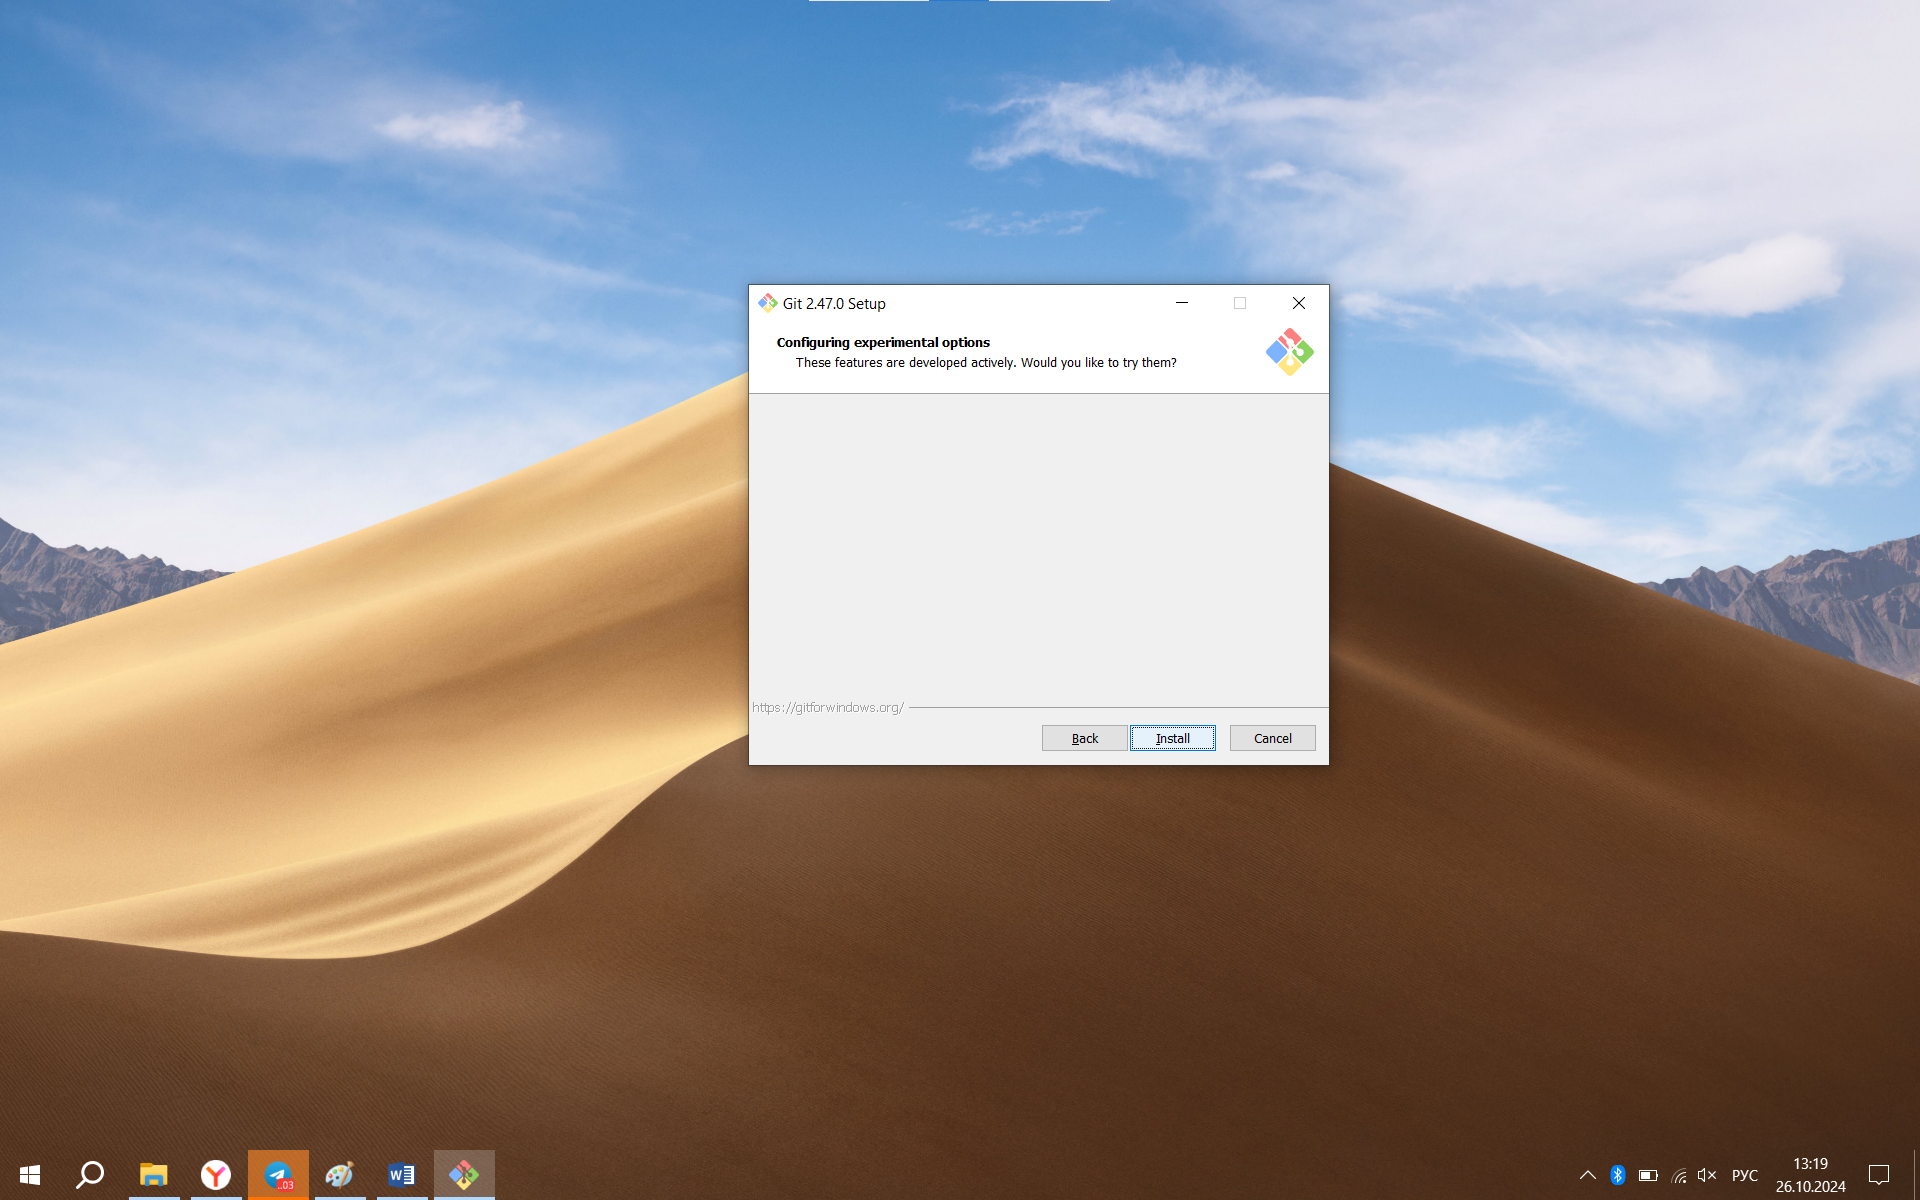 Git 2.47.0 Setup
Configuring experimental options
These features are developed actively. Would you like to try them?
https://gitforwindows.org/
Back
Install
Cancel
..03
РУС
13:19
26.10.2024